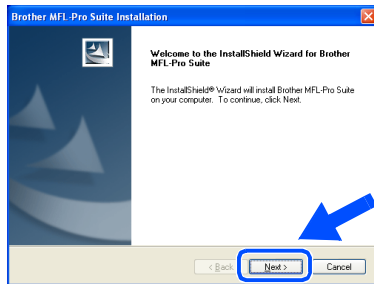 Brother MFL-Pro Suite Installation
Welcome to the InstallShield Wizard for Brother
MFL-Pro Suite
The InstallShield® Wizard will install Brother MFL-Pro Suite
on your computer. To continue, click Next.
< Back
Next >
Cancel